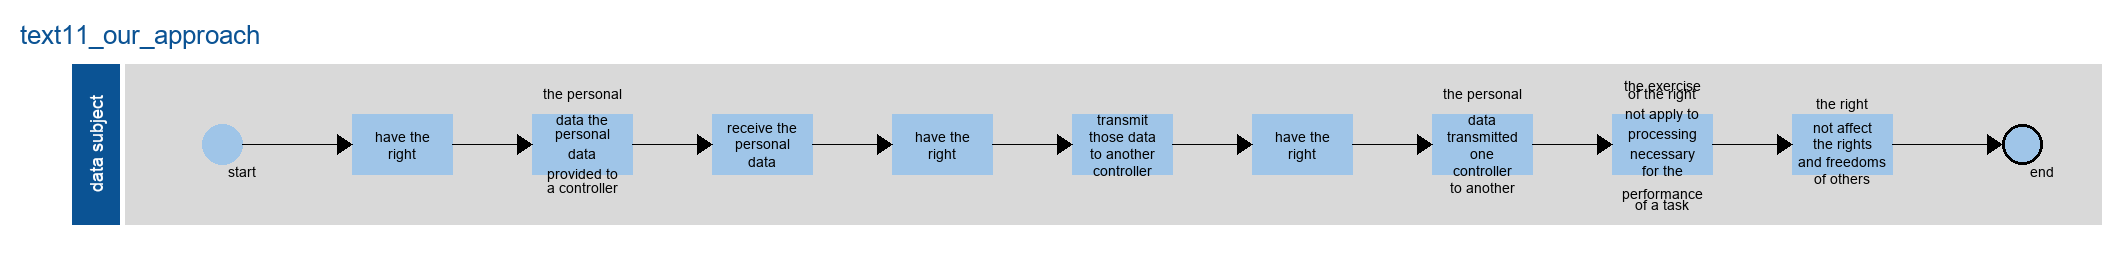 text11_our_approach
data subject
start
have the
right
the personal
data the
personal
data
provided to
a controller
receive the
personal
data
have the
right
transmit
those data
to another
controller
have the
right
the personal
data
transmitted
one
controller
to another
the exercise
of the right
not apply to
processing
necessary
for the
performance
of a task
the right
not affect
the rights
and freedoms
of others
end